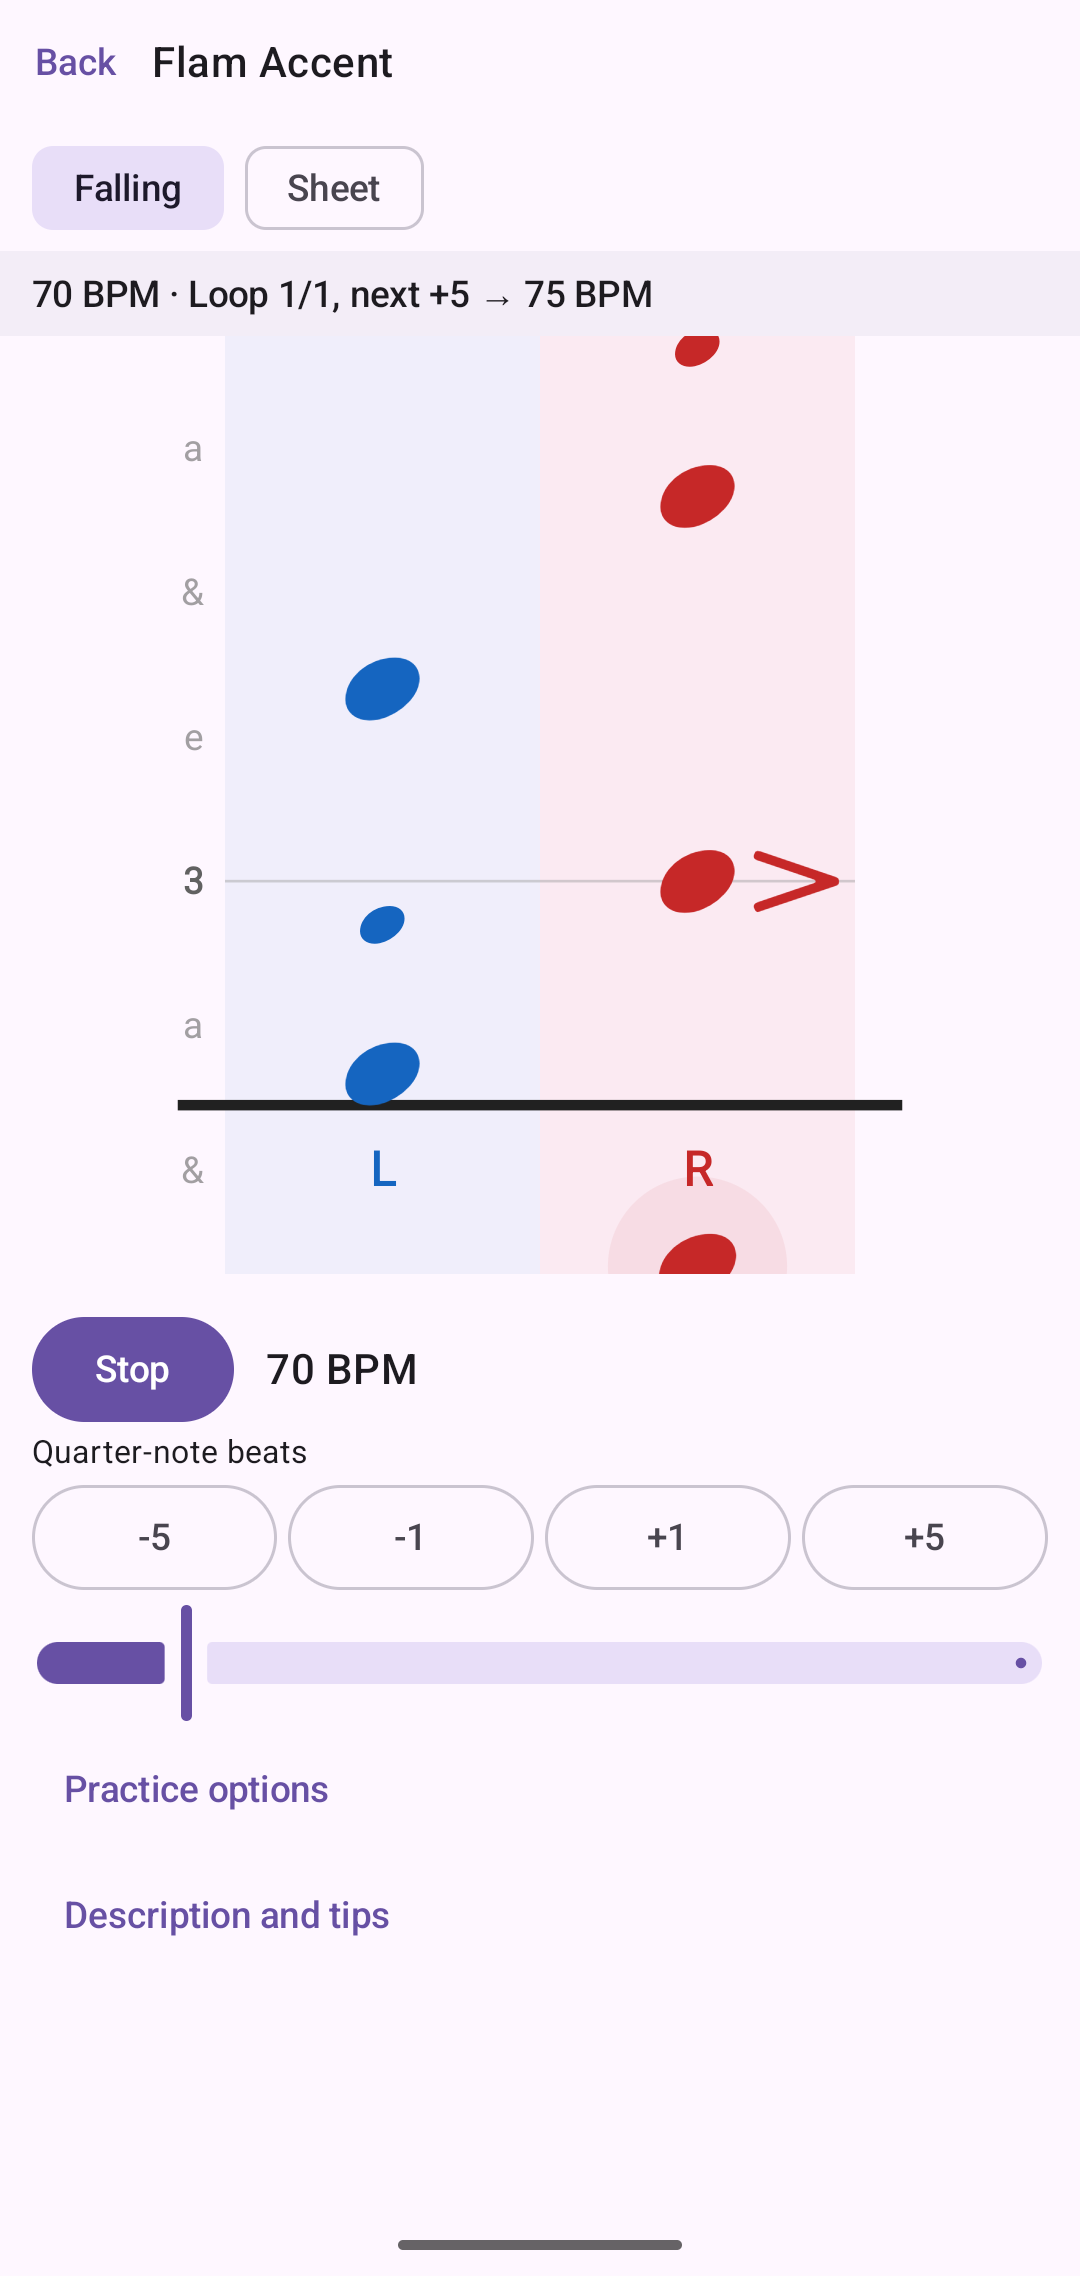 Back Flam Accent
Falling Sheet
70 BPM · Loop 1/1, next +5 → 75 BPM
a
&
e
3 >
a
& L R
Stop 70 BPM
Quarter-note beats
-5 -1 +1 +5
Practice options
Description and tips